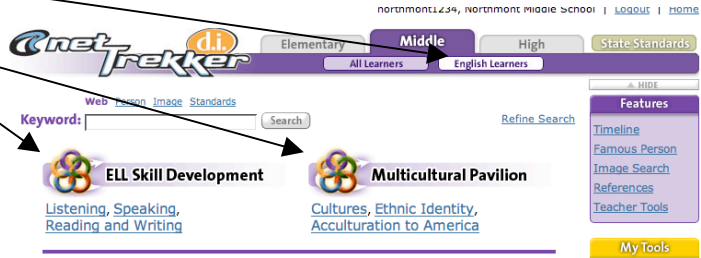 northmont1234, Northmont Middle School | Logout | Home
netTrekker d.i.
Elementary Middle High State Standards
All Learners English Learners
HIDE
Web Person Image Standards
Keyword: Search Refine Search
Features
Timeline
Famous Person
Image Search
References
Teacher Tools
ELL Skill Development
Listening, Speaking,
Reading and Writing
Multicultural Pavilion
Cultures, Ethnic Identity,
Acculturation to America
My Tools